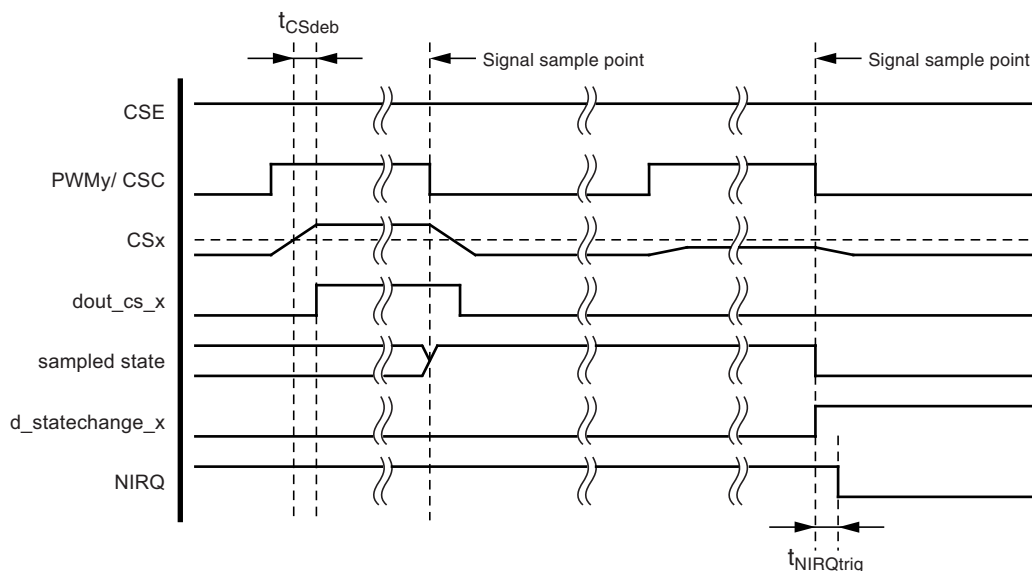 tCSdeb
Signal sample point
Signal sample point
CSE
PWMy/ CSC
CSx
dout_cs_x
sampled state
d_statechange_x
NIRQ
tNIRQtrig